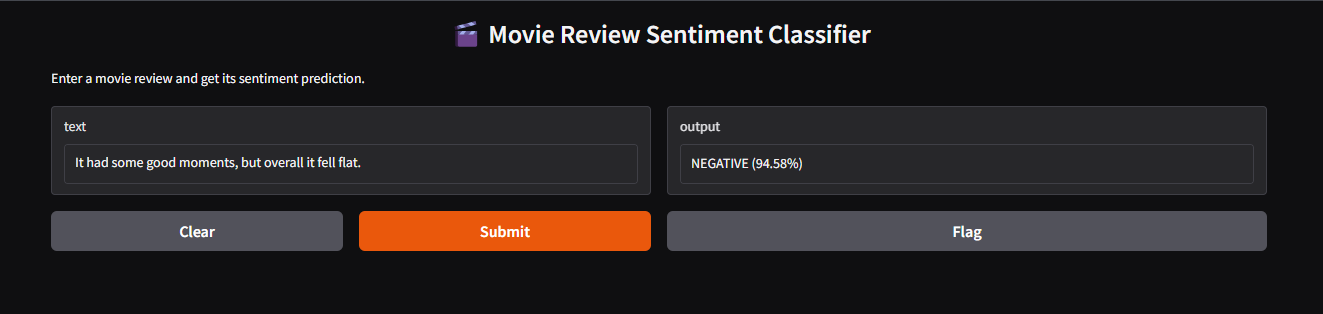 🎬 Movie Review Sentiment Classifier
Enter a movie review and get its sentiment prediction.
text
It had some good moments, but overall it fell flat.
output
NEGATIVE (94.58%)
Clear
Submit
Flag